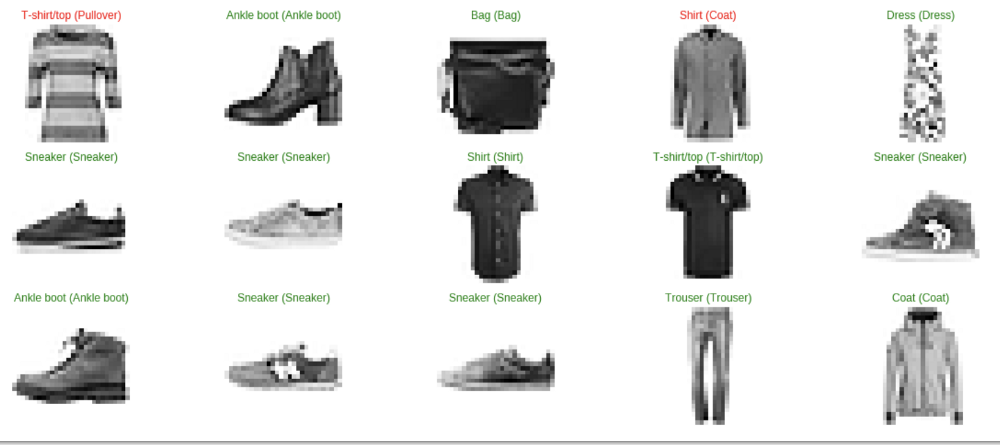 T-shirt/top (Pullover)
Ankle boot (Ankle boot)
Bag (Bag)
Shirt (Coat)
Dress (Dress)
Sneaker (Sneaker)
Sneaker (Sneaker)
Shirt (Shirt)
T-shirt/top (T-shirt/top)
Sneaker (Sneaker)
Ankle boot (Ankle boot)
Sneaker (Sneaker)
Sneaker (Sneaker)
Trouser (Trouser)
Coat (Coat)